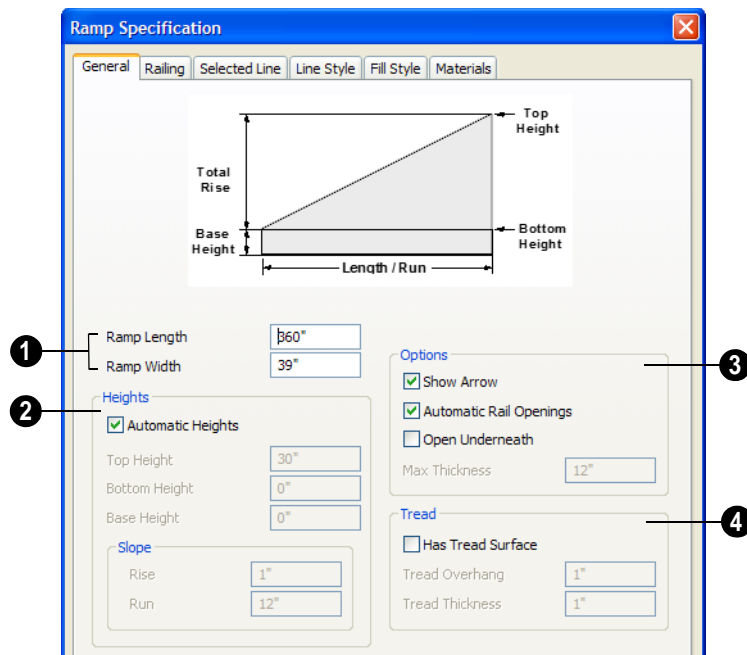 Ramp Specification
General Railing Selected Line Line Style Fill Style Materials
Top
Height
Total
Rise
Base
Height
Bottom
Height
Length / Run
1
Ramp Length 360"
Ramp Width 39"
2
Heights
Automatic Heights
Top Height 30"
Bottom Height 0"
Base Height 0"
Slope
Rise 1"
Run 12"
3
Options
Show Arrow
Automatic Rail Openings
Open Underneath
Max Thickness 12"
4
Tread
Has Tread Surface
Tread Overhang 1"
Tread Thickness 1"